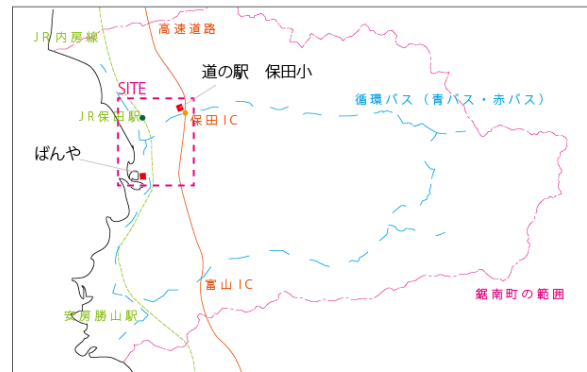 JR内房線
高速道路
道の駅 保田小
SITE
循環バス（青バス・赤バス）
JR保田駅
保田IC
ばんや
富山IC
鋸南町の範囲
安房勝山駅